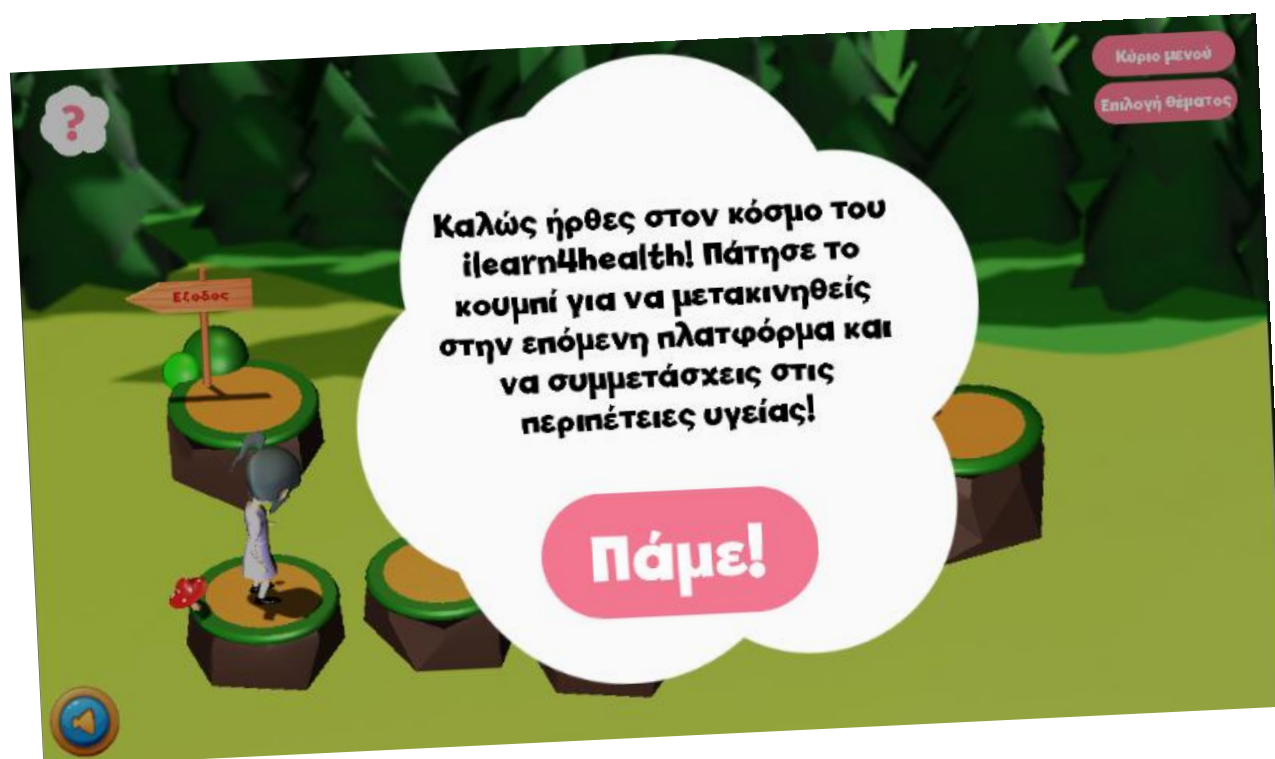 ?
Κύριο μενού
Επιλογή θέματος
Καλώς ήρθες στον κόσμο του
ilearn4health! Πάτησε το
κουμπί για να μετακινηθείς
στην επόμενη πλατφόρμα και
να συμμετάσχεις στις
περιπέτειες υγείας!
Έξοδος
Πάμε!